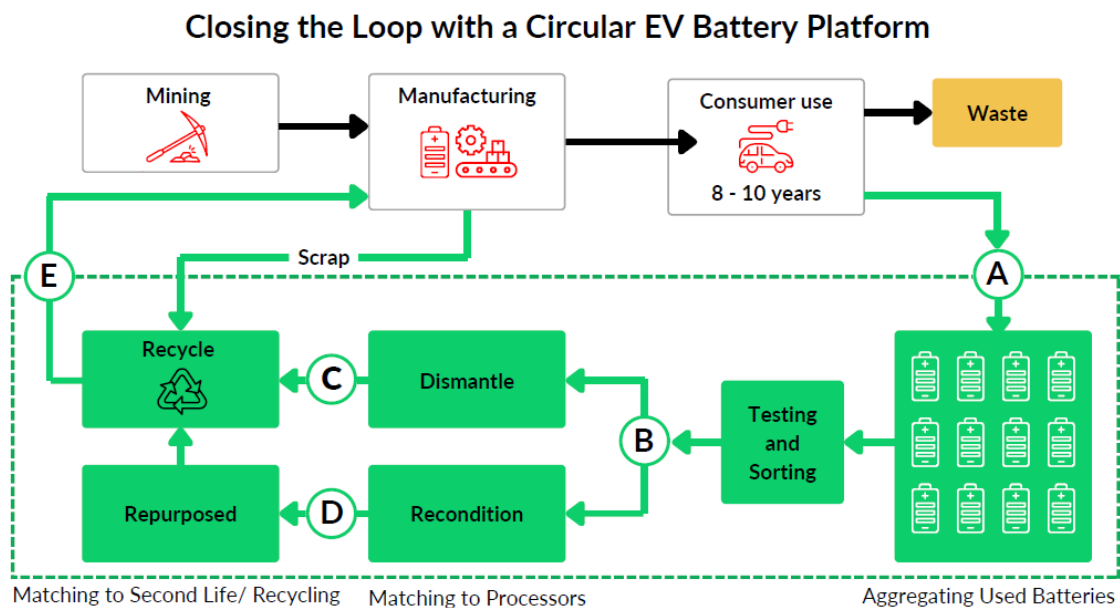 Closing the Loop with a Circular EV Battery Platform
Mining
Manufacturing
Consumer use
8 - 10 years
Waste
Scrap
E
A
Recycle
C
Dismantle
B
Testing
and
Sorting
Repurposed
D
Recondition
Matching to Second Life/ Recycling
Matching to Processors
Aggregating Used Batteries